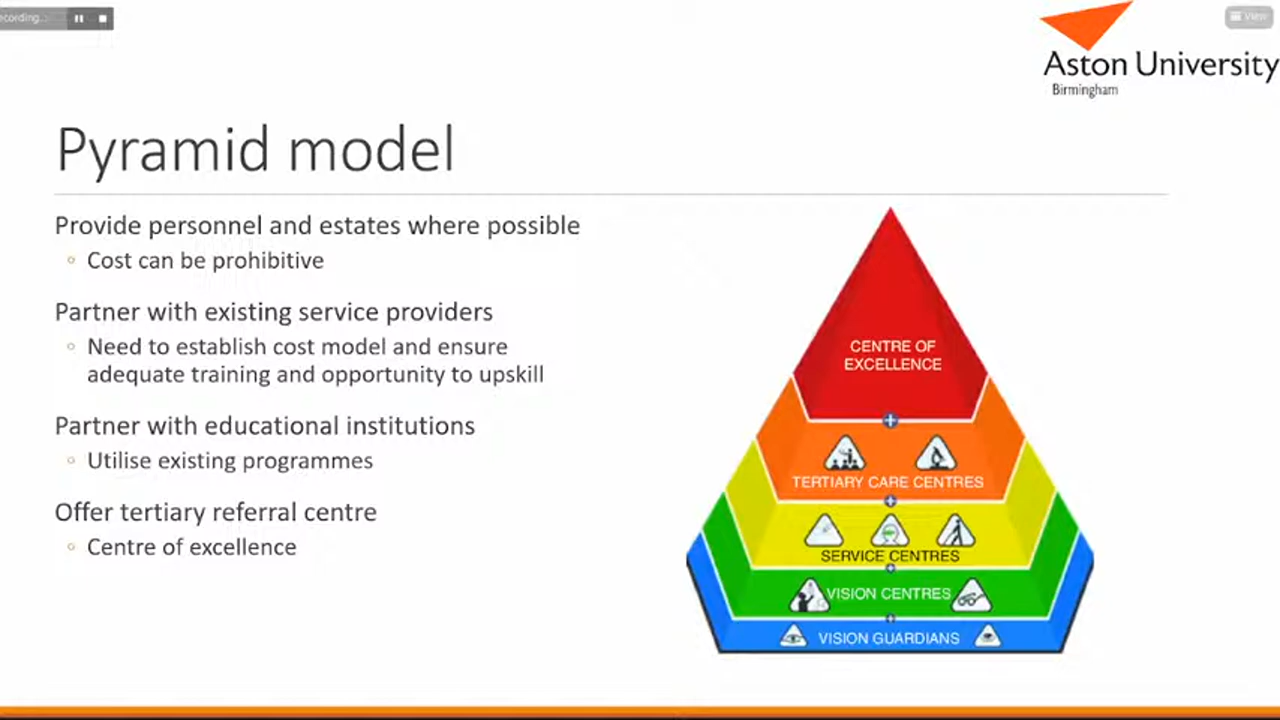 ecording...
View
Aston University
Birmingham
Pyramid model
Provide personnel and estates where possible
Cost can be prohibitive
Partner with existing service providers
Need to establish cost model and ensure
adequate training and opportunity to upskill
Partner with educational institutions
Utilise existing programmes
Offer tertiary referral centre
Centre of excellence
CENTRE OF
EXCELLENCE
TERTIARY CARE CENTRES
SERVICE CENTRES
VISION CENTRES
VISION GUARDIANS